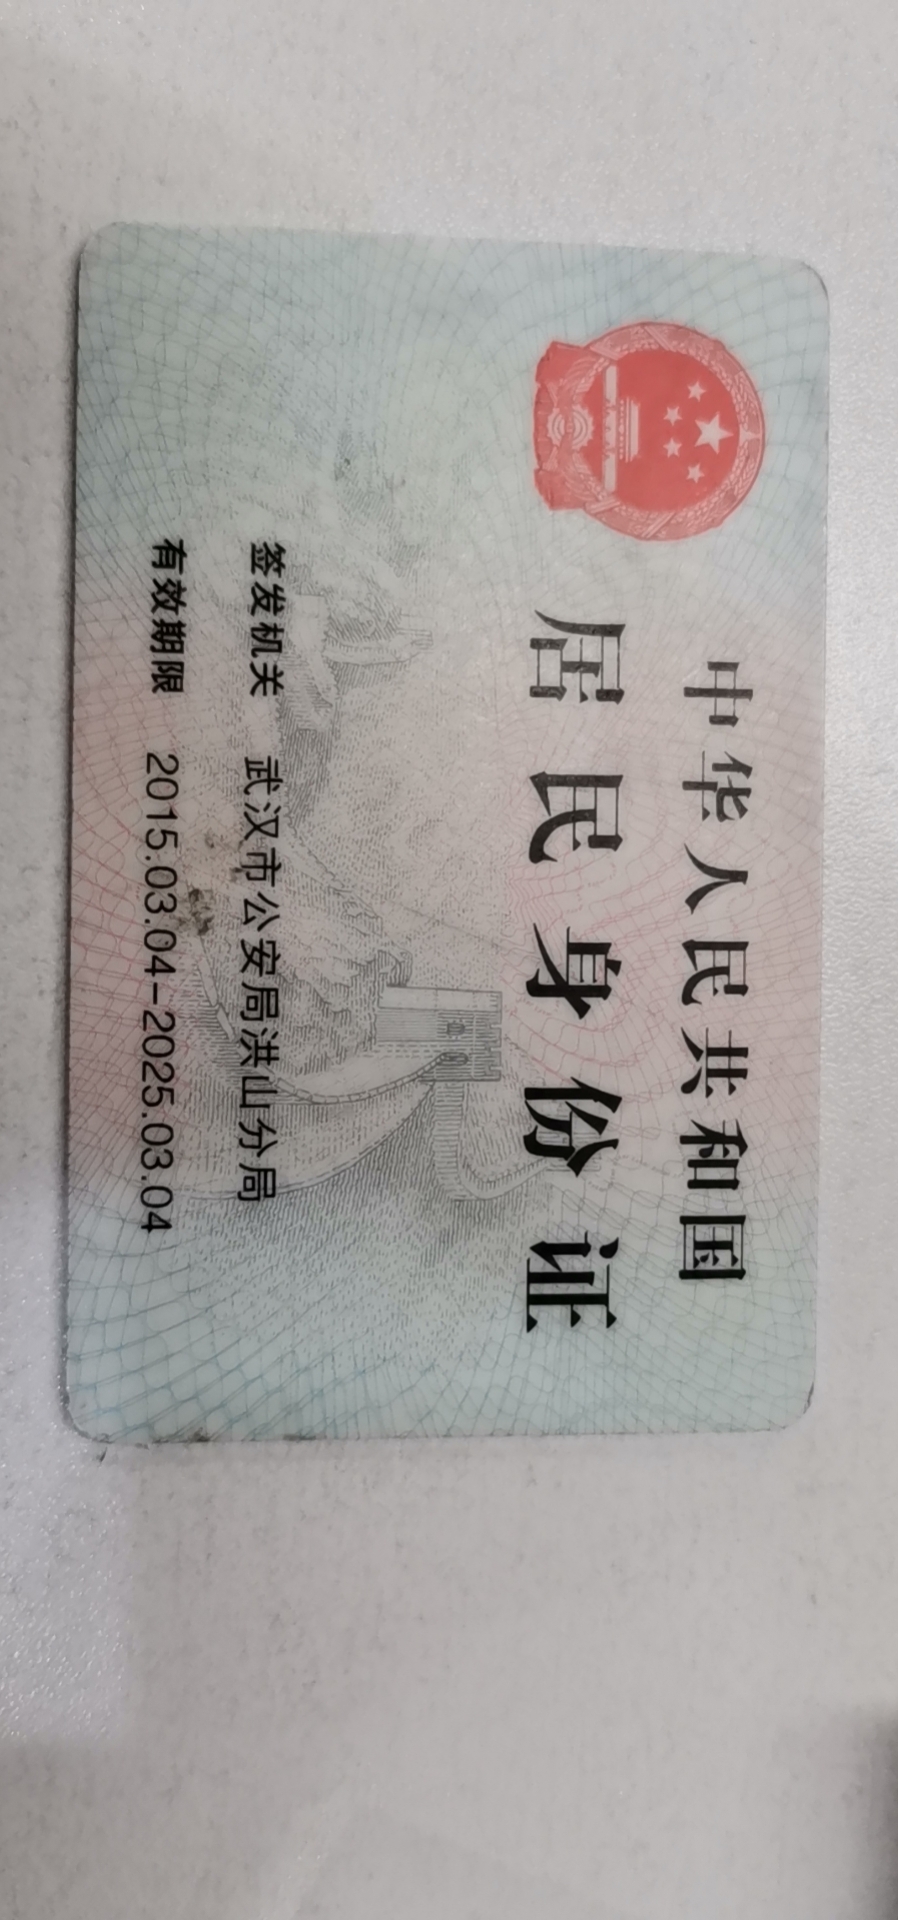 中华人民共和国
居民身份证
签发机关 武汉市公安局洪山分局
有效期限 2015.03.04-2025.03.04